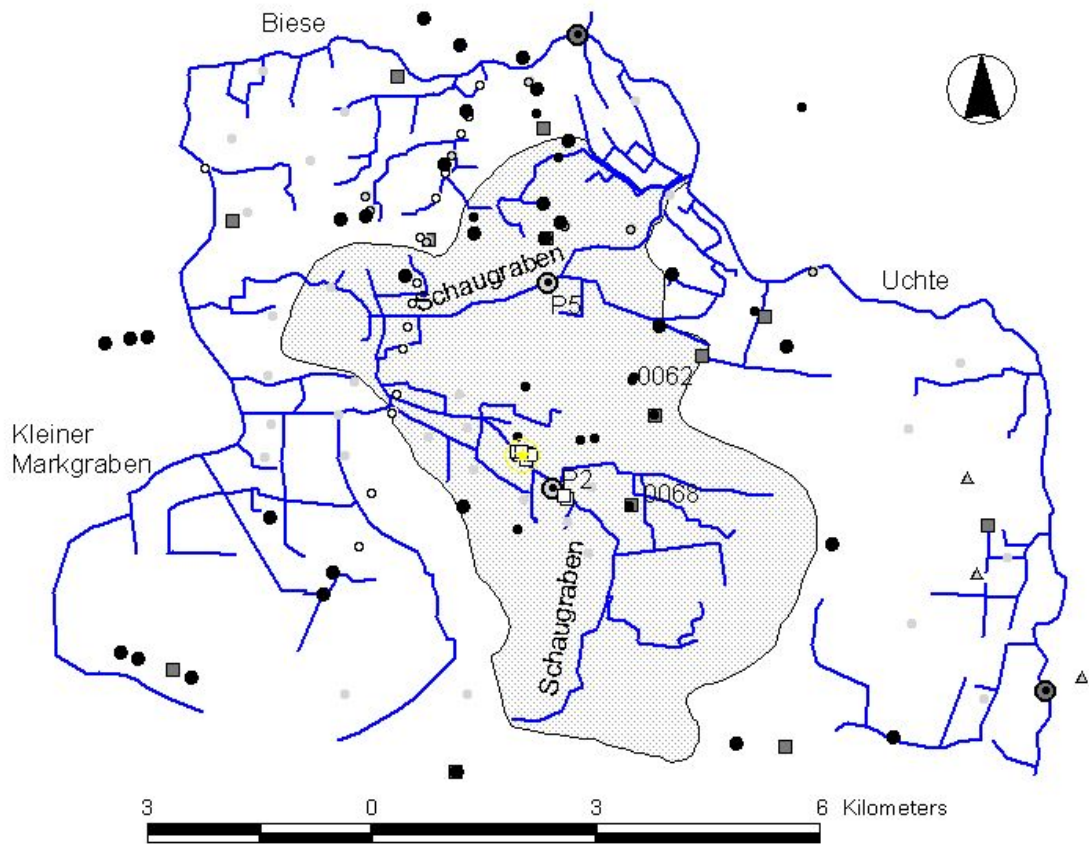 Biese
Uchte
Schaugraben
P5
0062
Kleiner
Markgraben
P2
0068
Schaugraben
3 0 3 6 Kilometers